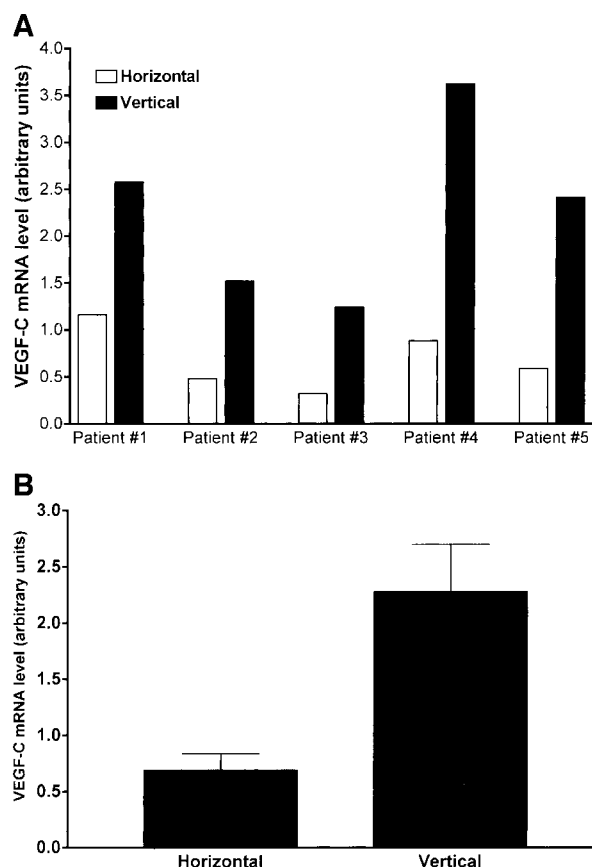 A
VEGF-C mRNA level (arbitrary units)
4.0
3.5
3.0
2.5
2.0
1.5
1.0
0.5
0.0
Horizontal
Vertical
Patient #1 Patient #2 Patient #3 Patient #4 Patient #5
B
VEGF-C mRNA level (arbitrary units)
3.0
2.5
2.0
1.5
1.0
0.5
0.0
Horizontal Vertical